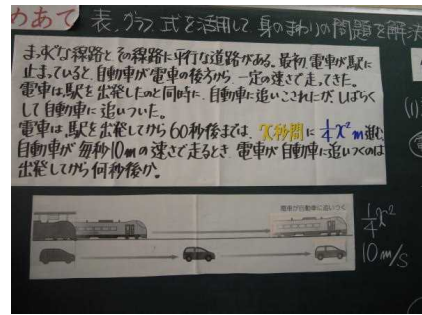 めあて 表、グラフ、式を活用して身のまわりの問題を解決
まっすぐな線路とその線路に平行な道路がある。最初、電車が駅に
止まっていると、自動車が電車の後方から、一定の速さで走ってきた。
電車は、駅を出発したのと同時に、自動車に追いこされたが、しばらく
して自動車に追いついた。
電車は、駅を出発してから60秒後までは、x秒間に1/4x²m進む。
自動車が毎秒10mの速さで走るとき、電車が自動車に追いつくのは
出発してから何秒後か。
電車が自動車に追いつく
1/4x²
10m/s
(1)